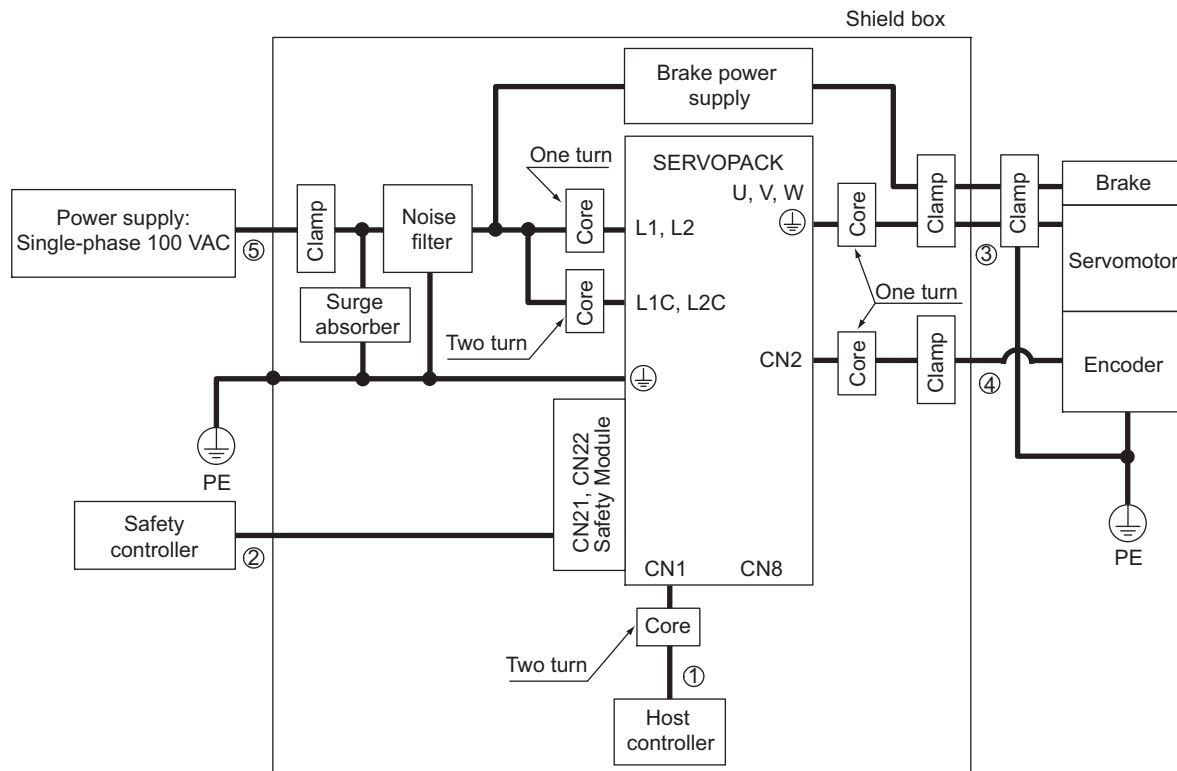 Shield box
Brake power
supply
One turn
SERVOPACK
U, V, W
Power supply:
Single-phase 100 VAC
⑤
Clamp
Noise
filter
Core
L1, L2
Core
Clamp
③
Clamp
Brake
Servomotor
Surge
absorber
Two turn
Core
L1C, L2C
One turn
CN2
Core
Clamp
④
Encoder
PE
CN21, CN22
Safety Module
Safety
controller
②
PE
CN1
CN8
Core
Two turn
①
Host
controller